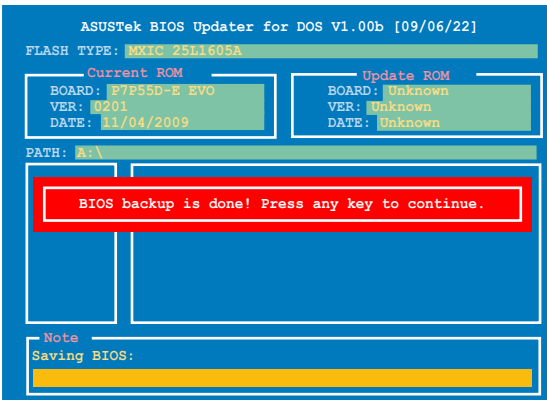 ASUSTek BIOS Updater for DOS V1.00b [09/06/22]
FLASH TYPE: MXIC 25L1605A
Current ROM
BOARD: P7P55D-E EVO
VER: 0201
DATE: 11/04/2009
Update ROM
BOARD: Unknown
VER: Unknown
DATE: Unknown
PATH: A:\
BIOS backup is done! Press any key to continue.
Note
Saving BIOS: